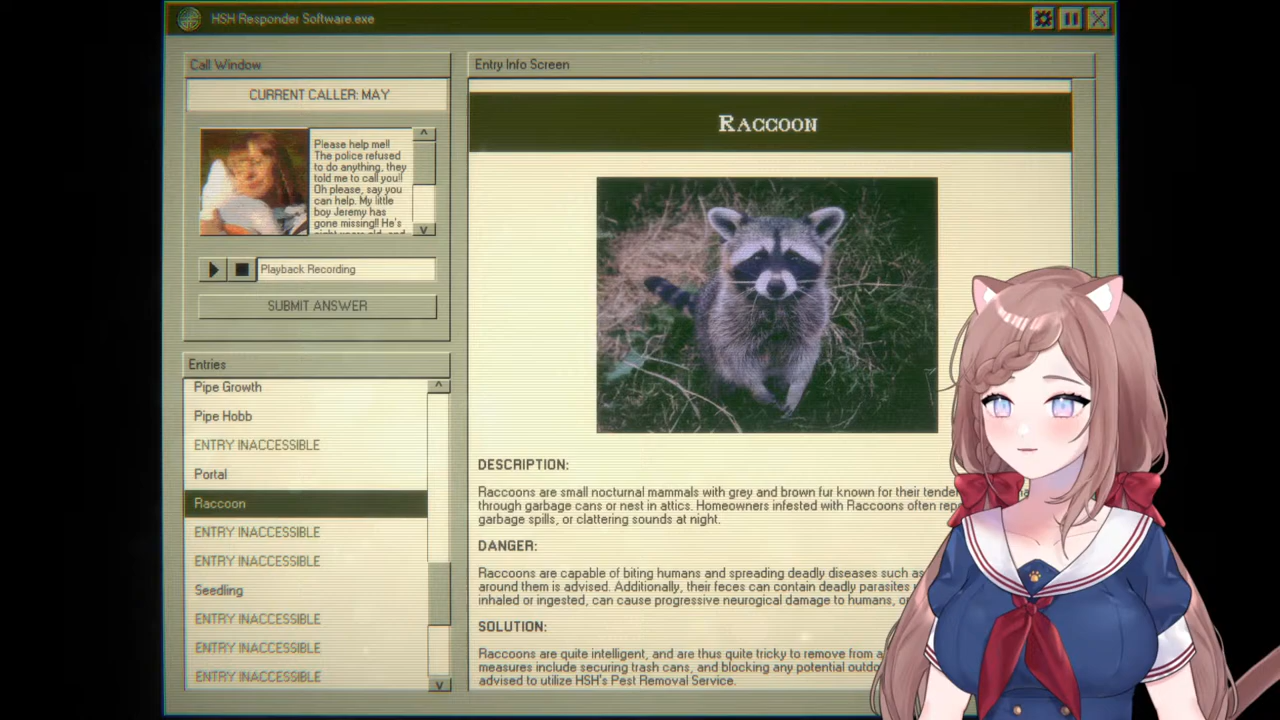 HSH Responder Software.exe
Call Window
CURRENT CALLER: MAY
Please help me!!
The police refused
to do anything, they
told me to call you!!
Oh please, say you
can help. My little
boy Jeremy has
gone missing!! He's
Playback Recording
SUBMIT ANSWER
Entries
Pipe Growth
Pipe Hobb
ENTRY INACCESSIBLE
Portal
Raccoon
ENTRY INACCESSIBLE
ENTRY INACCESSIBLE
Seedling
ENTRY INACCESSIBLE
ENTRY INACCESSIBLE
ENTRY INACCESSIBLE
Entry Info Screen
RACCOON
DESCRIPTION:
Raccoons are small nocturnal mammals with grey and brown fur known for their
through garbage cans or nest in attics. Homeowners infested with Raccoons often
garbage spills, or clattering sounds at night.
DANGER:
Raccoons are capable of biting humans and spreading deadly diseases such as
around them is advised. Additionally, their feces can contain deadly parasites
inhaled or ingested, can cause progressive neurogical damage to humans,
SOLUTION:
Raccoons are quite intelligent, and are thus quite tricky to remove from
measures include securing trash cans, and blocking any potential
advised to utilize HSH's Pest Removal Service.